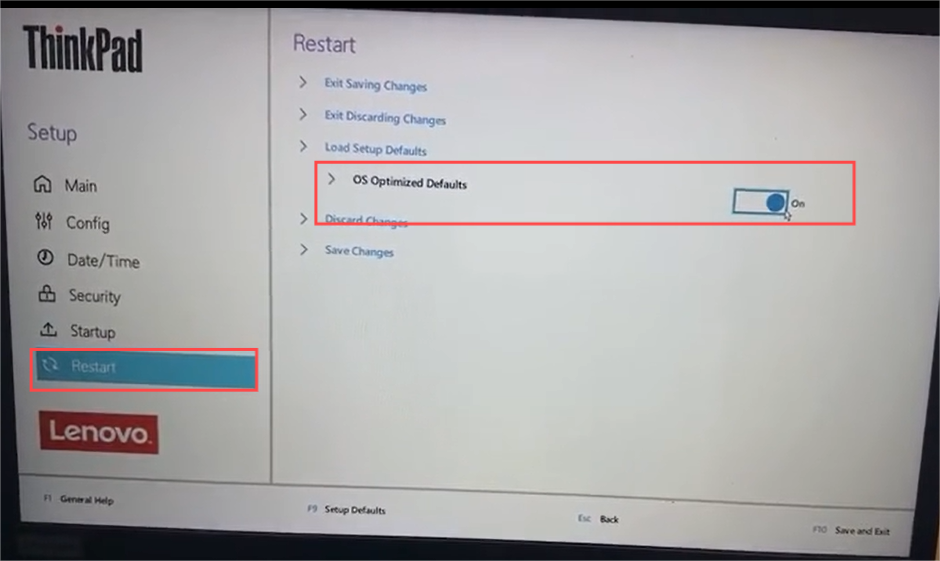 ThinkPad
Setup
Main
Config
Date/Time
Security
Startup
Restart
Lenovo.
Restart
Exit Saving Changes
Exit Discarding Changes
Load Setup Defaults
OS Optimized Defaults
On
Discard Changes
Save Changes
F1 General Help
F9 Setup Defaults
Esc Back
F10 Save and Exit